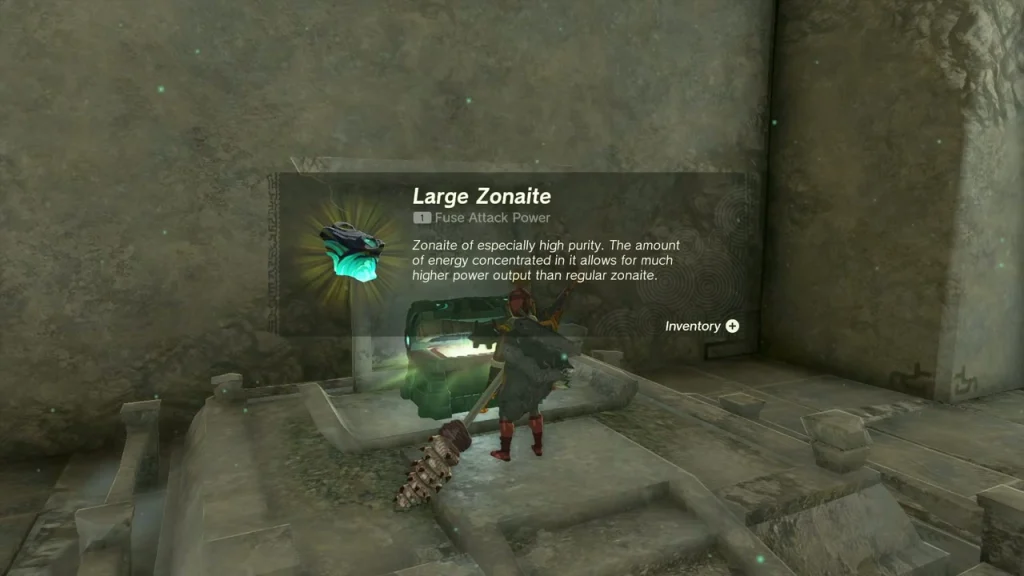 Large Zonaite
1 Fuse Attack Power
Zonaite of especially high purity. The amount
of energy concentrated in it allows for much
higher power output than regular zonaite.
Inventory +